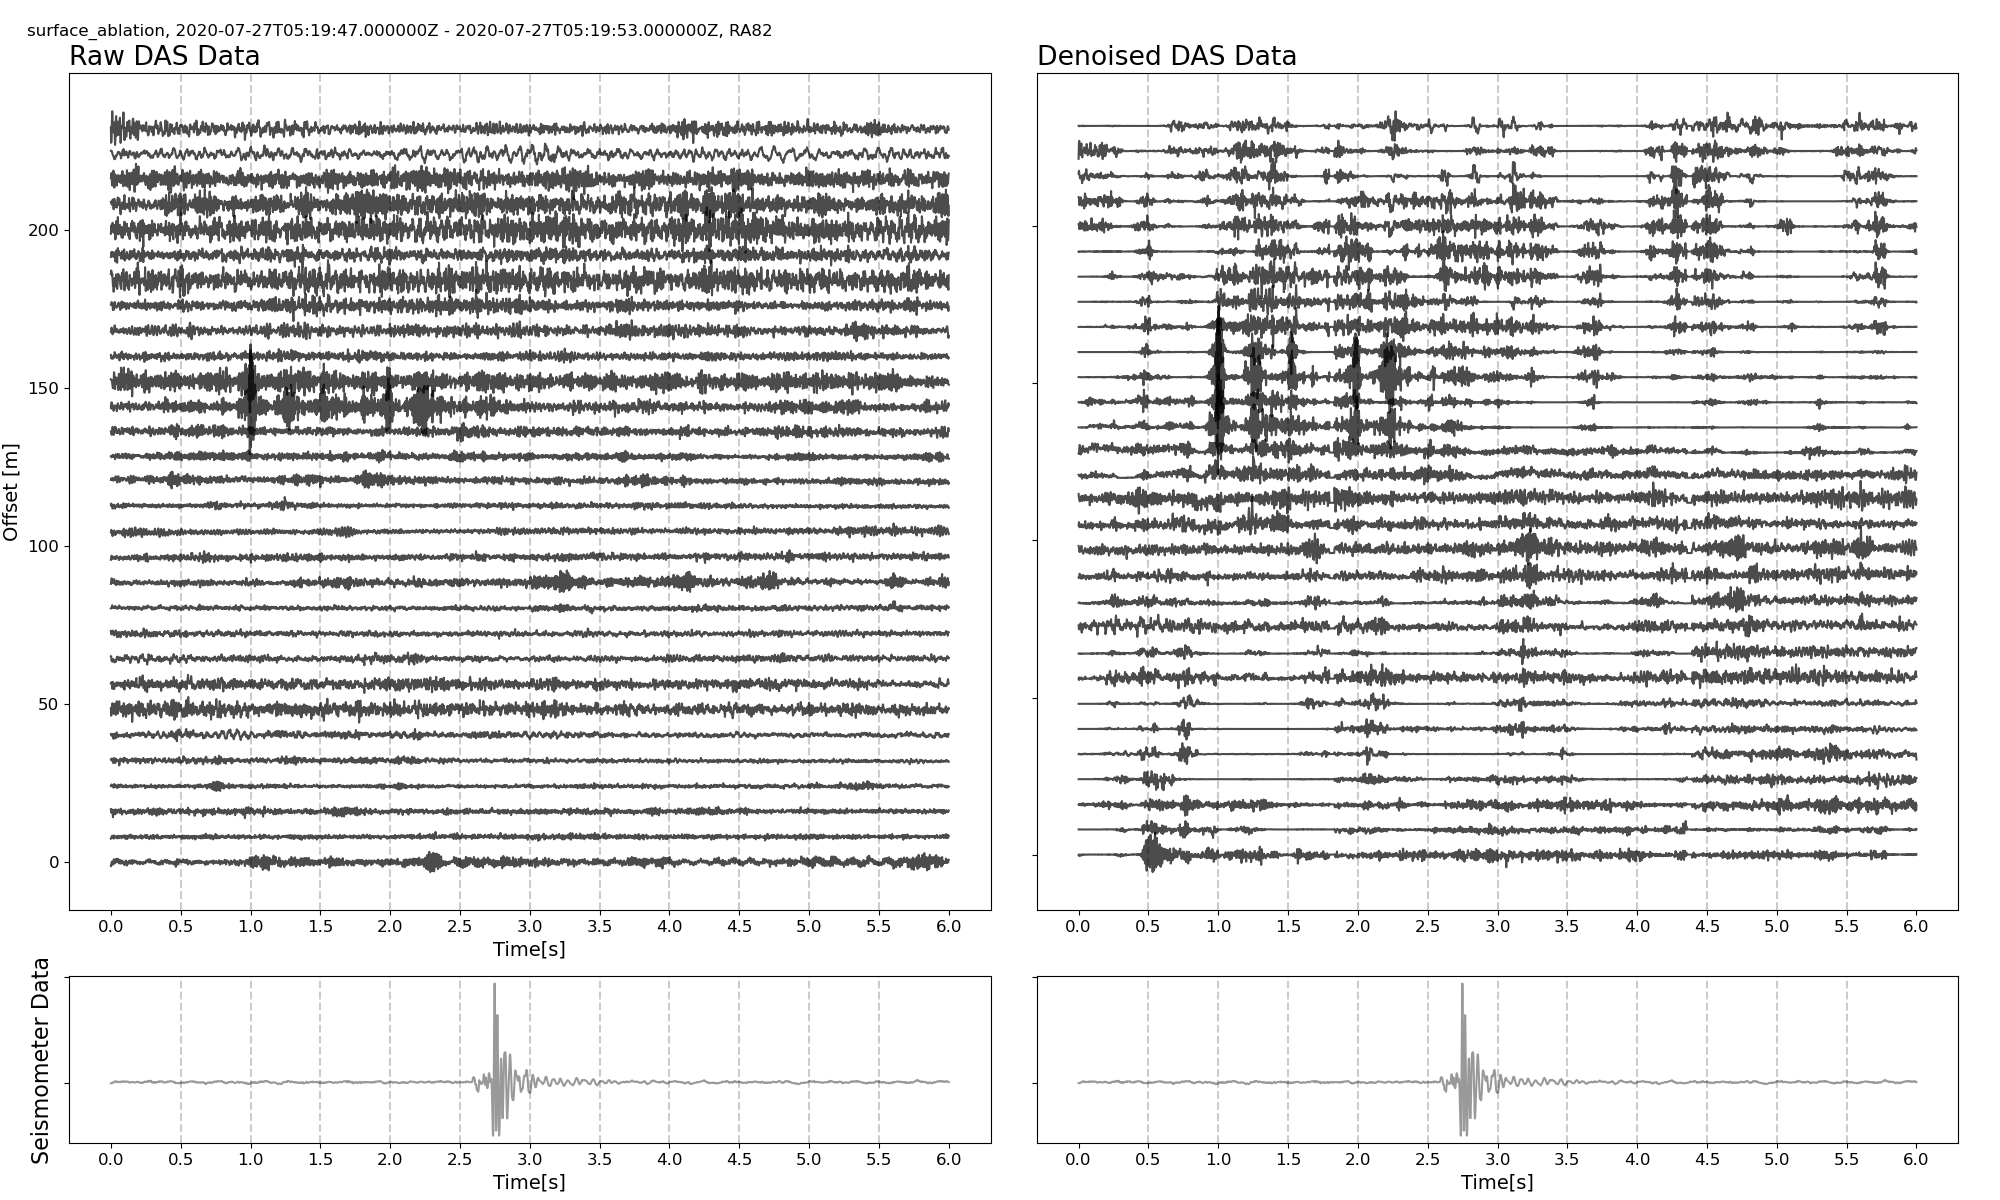 surface_ablation, 2020-07-27T05:19:47.000000Z - 2020-07-27T05:19:53.000000Z, RA82
Raw DAS Data
Denoised DAS Data
Offset [m]
200
150
100
50
0
0.0 0.5 1.0 1.5 2.0 2.5 3.0 3.5 4.0 4.5 5.0 5.5 6.0
Time[s]
0.0 0.5 1.0 1.5 2.0 2.5 3.0 3.5 4.0 4.5 5.0 5.5 6.0
Seismometer Data
0.0 0.5 1.0 1.5 2.0 2.5 3.0 3.5 4.0 4.5 5.0 5.5 6.0
Time[s]
0.0 0.5 1.0 1.5 2.0 2.5 3.0 3.5 4.0 4.5 5.0 5.5 6.0
Time[s]